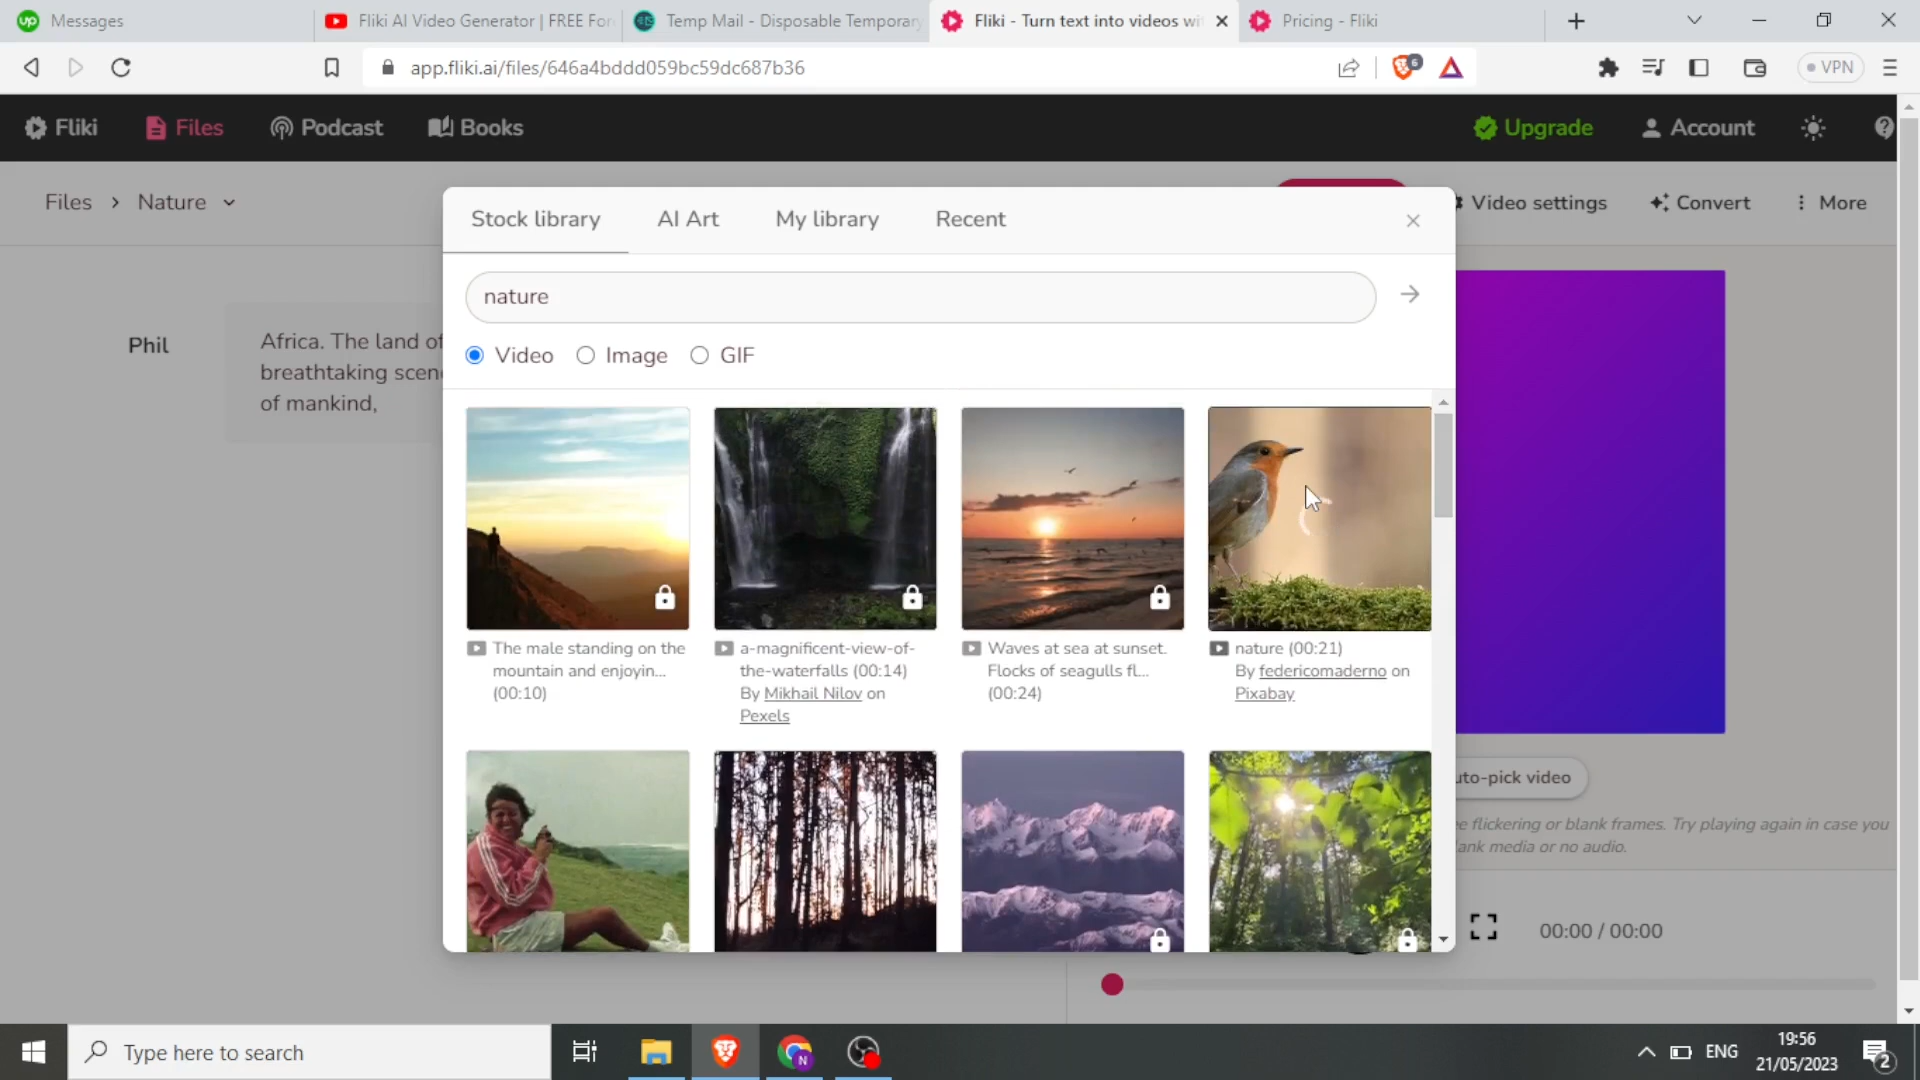 Messages
Fliki AI Video Generator | FREE For
Temp Mail - Disposable Temporary
Fliki - Turn text into videos wi
Pricing - Fliki
app.fliki.ai/files/646a4bddd059bc59dc687b36
6
VPN
Fliki
Files
Podcast
Books
Upgrade
Account
Files > Nature
Video settings
Convert
More
Stock library
AI Art
My library
Recent
nature
Video
Image
GIF
Phil
Africa. The land of
breathtaking scen
of mankind,
The male standing on the
mountain and enjoyin...
(00:10)
a-magnificent-view-of-
the-waterfalls (00:14)
By Mikhail Nilov on
Pexels
Waves at sea at sunset.
Flocks of seagulls fl...
(00:24)
nature (00:21)
By federicomaderno on
Pixabay
uto-pick video
e flickering or blank frames. Try playing again in case you
ank media or no audio.
00:00 / 00:00
Type here to search
N
ENG
19:56
21/05/2023
2